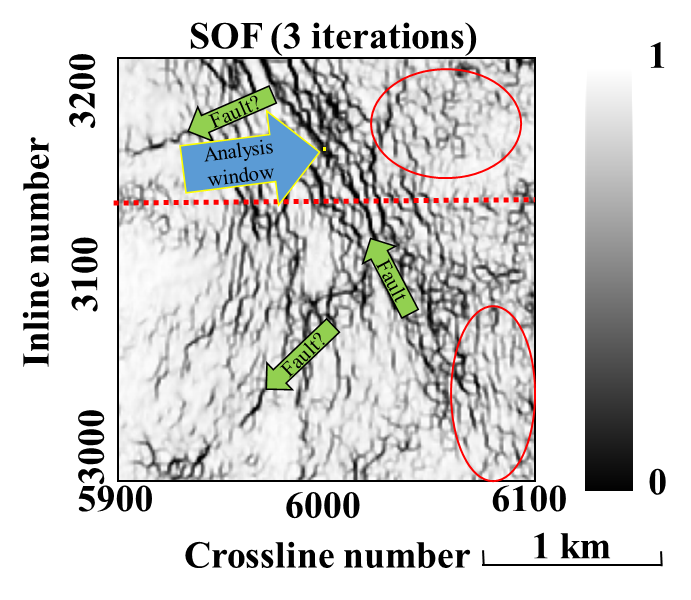 SOF (3 iterations)
1
3200
Fault?
Analysis
window
Inline number
3100
Fault
Fault?
3000
0
5900
6000
6100
Crossline number
1 km